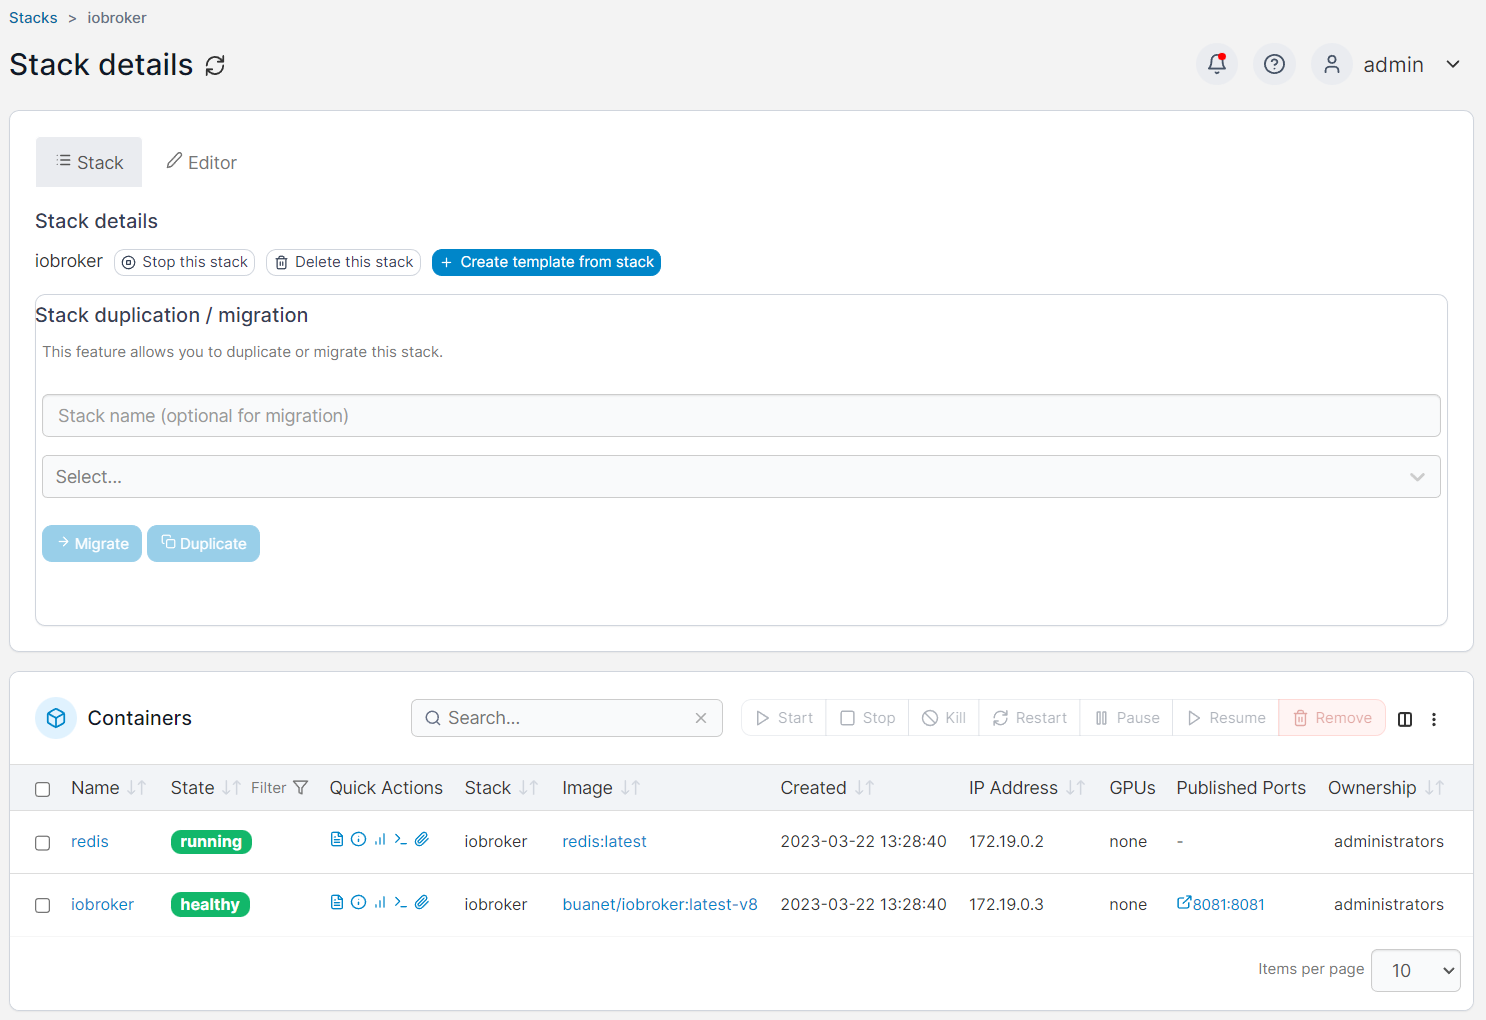 Stacks > iobroker
Stack details
admin
Stack
Editor
Stack details
iobroker Stop this stack Delete this stack + Create template from stack
Stack duplication / migration
This feature allows you to duplicate or migrate this stack.
Stack name (optional for migration)
Select...
Migrate Duplicate
Containers Search... Start Stop Kill Restart Pause Resume Remove
Name State Filter Quick Actions Stack Image Created IP Address GPUs Published Ports Ownership
redis running iobroker redis:latest 2023-03-22 13:28:40 172.19.0.2 none - administrators
iobroker healthy iobroker buanet/iobroker:latest-v8 2023-03-22 13:28:40 172.19.0.3 none 8081:8081 administrators
Items per page 10